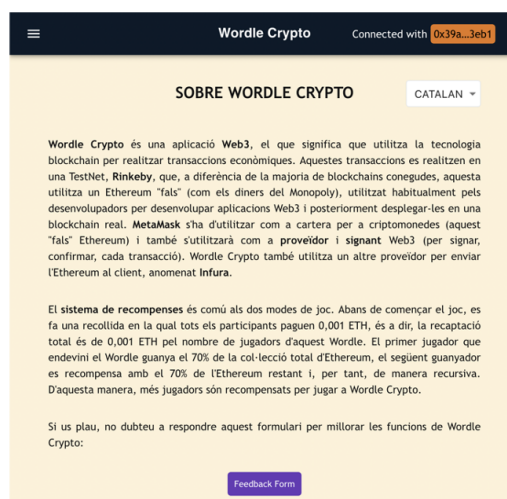 Wordle Crypto
Connected with 0x39a...3eb1
SOBRE WORDLE CRYPTO
CATALAN
Wordle Crypto és una aplicació Web3, el que significa que utilitza la tecnologia
blockchain per realitzar transaccions econòmiques. Aquestes transaccions es realitzen en
una TestNet, Rinkeby, que, a diferència de la majoria de blockchains conegudes, aquesta
utilitza un Ethereum "fals" (com els diners del Monopoly), utilitzat habitualment pels
desenvolupadors per desenvolupar aplicacions Web3 i posteriorment desplegar-les en una
blockchain real. MetaMask s'ha d'utilitzar com a cartera per a criptomonedes (aquest
"fals" Ethereum) i també s'utilitzarà com a proveïdor i signant Web3 (per signar,
confirmar, cada transacció). Wordle Crypto també utilitza un altre proveïdor per enviar
l'Ethereum al client, anomenat Infura.
El sistema de recompenses és comú als dos modes de joc. Abans de començar el joc, es
fa una recollida en la qual tots els participants paguen 0,001 ETH, és a dir, la recaptació
total és de 0,001 ETH pel nombre de jugadors d'aquest Wordle. El primer jugador que
endevini el Wordle guanya el 70% de la col·lecció total d'Ethereum, el següent guanyador
es recompensa amb el 70% de l'Ethereum restant i, per tant, de manera recursiva.
D'aquesta manera, més jugadors són recompensats per jugar a Wordle Crypto.
Si us plau, no dubteu a respondre aquest formulari per millorar les funcions de Wordle
Crypto:
Feedback Form